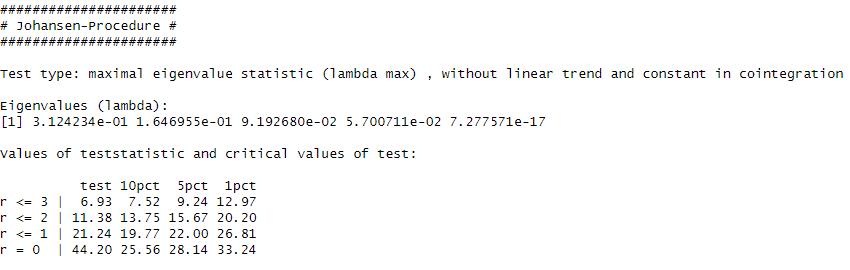 ######################
# Johansen-Procedure #
######################
Test type: maximal eigenvalue statistic (lambda max) , without linear trend and constant in cointegration
Eigenvalues (lambda):
[1] 3.124234e-01 1.646955e-01 9.192680e-02 5.700711e-02 7.277571e-17
Values of teststatistic and critical values of test:
test 10pct 5pct 1pct
r <= 3 | 6.93 7.52 9.24 12.97
r <= 2 | 11.38 13.75 15.67 20.20
r <= 1 | 21.24 19.77 22.00 26.81
r = 0 | 44.20 25.56 28.14 33.24